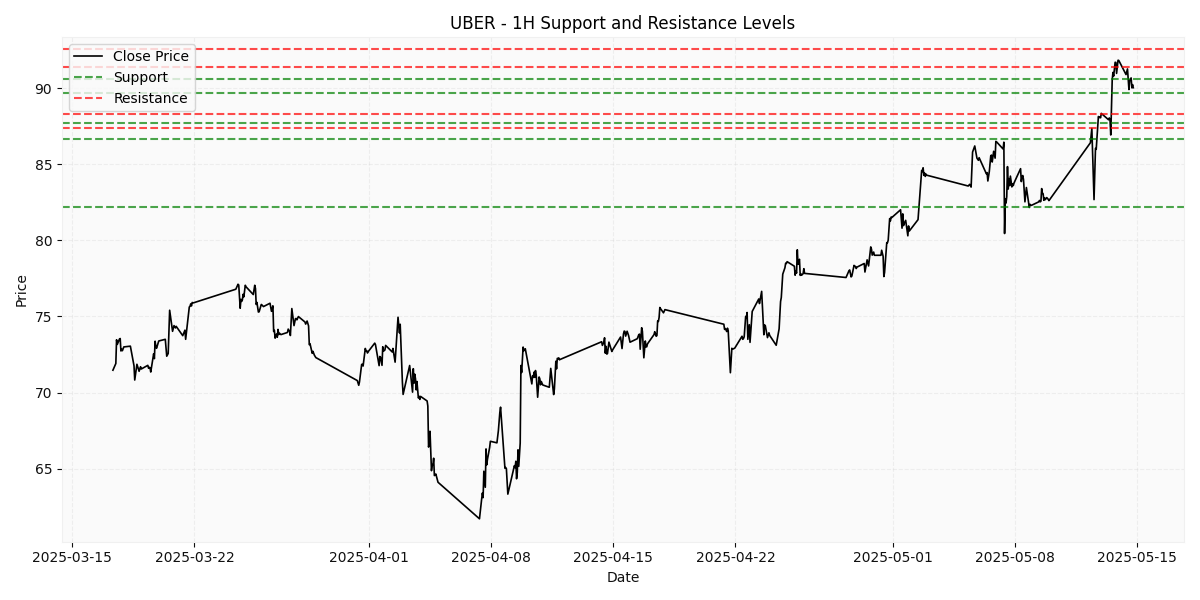 UBER - 1H Support and Resistance Levels
Close Price
Support
Resistance
90
85
80
75
70
65
Price
2025-03-15 2025-03-22 2025-04-01 2025-04-08 2025-04-15 2025-04-22 2025-05-01 2025-05-08 2025-05-15
Date